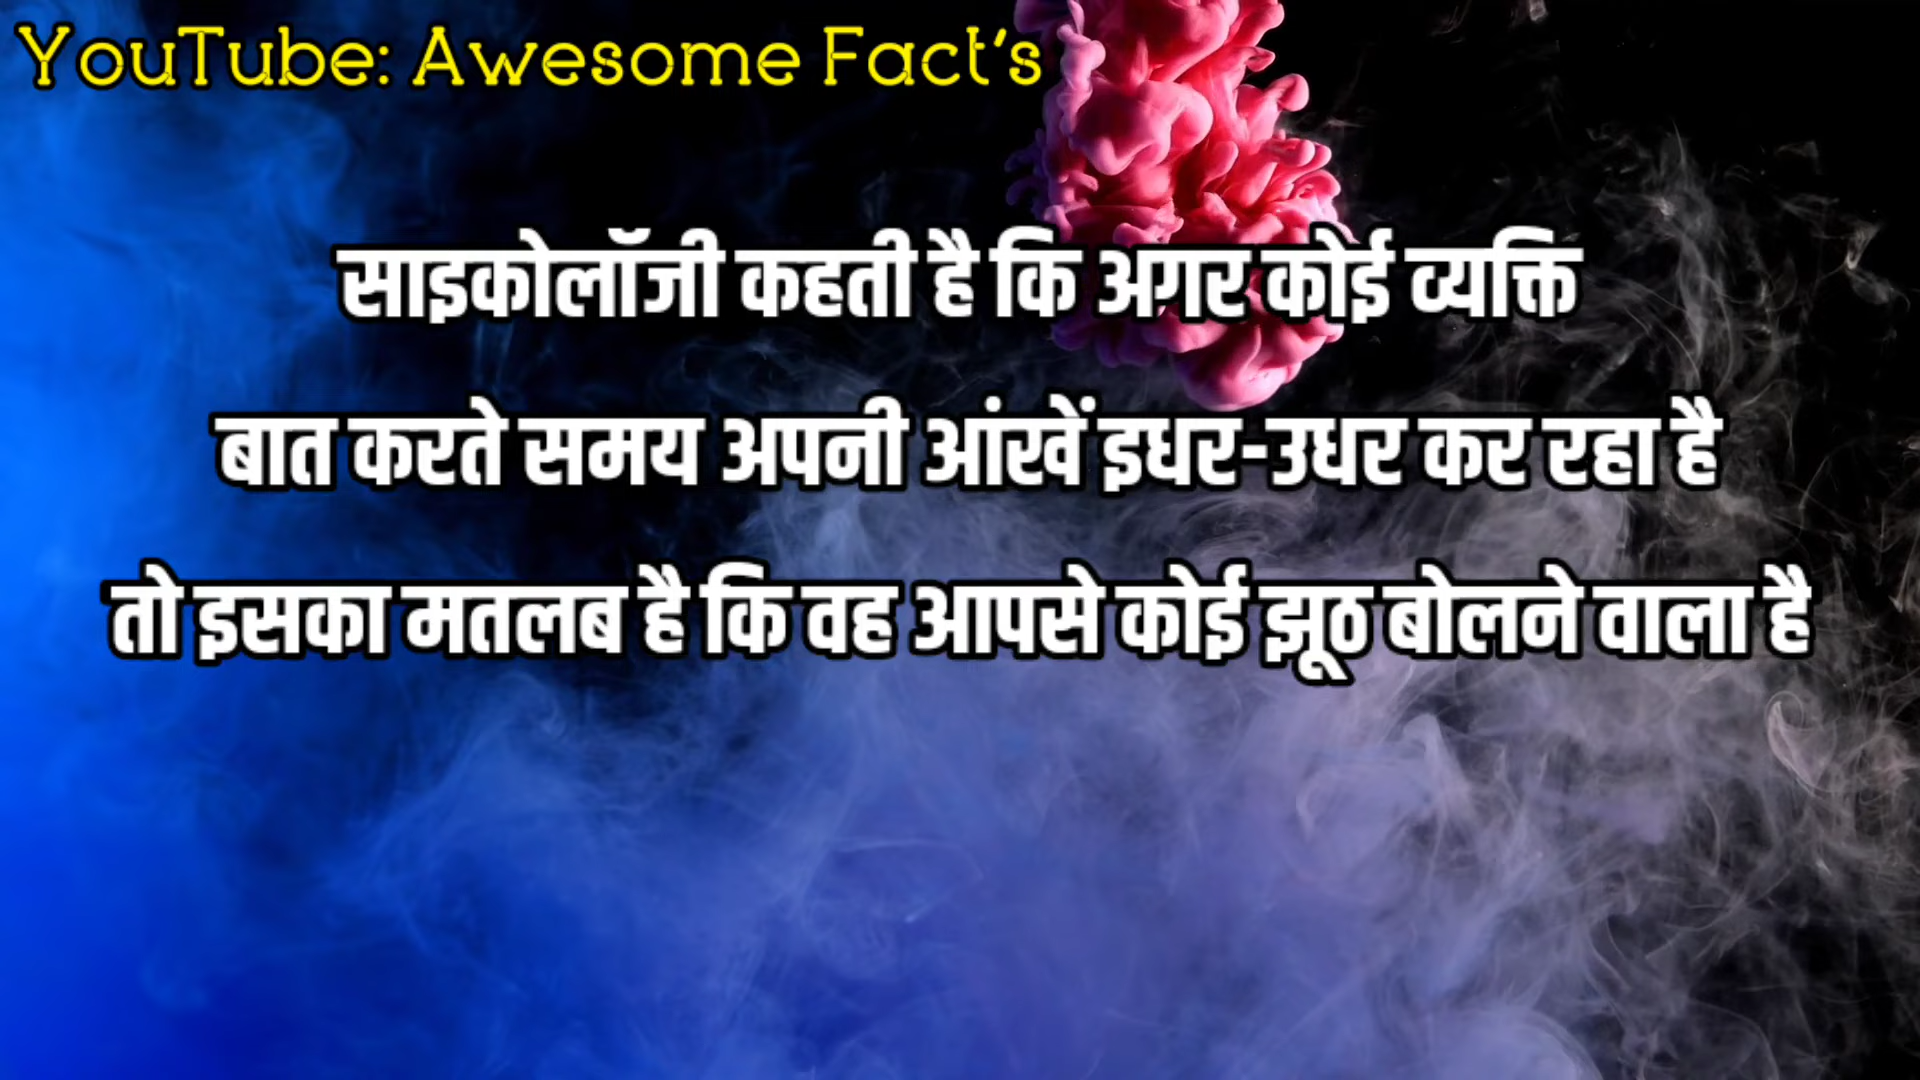 YouTube: Awesome Fact's
साइकोलॉजी कहती है कि अगर कोई व्यक्ति
बात करते समय अपनी आंखें इधर-उधर कर रहा है
तो इसका मतलब है कि वह आपसे कोई झूठ बोलने वाला है